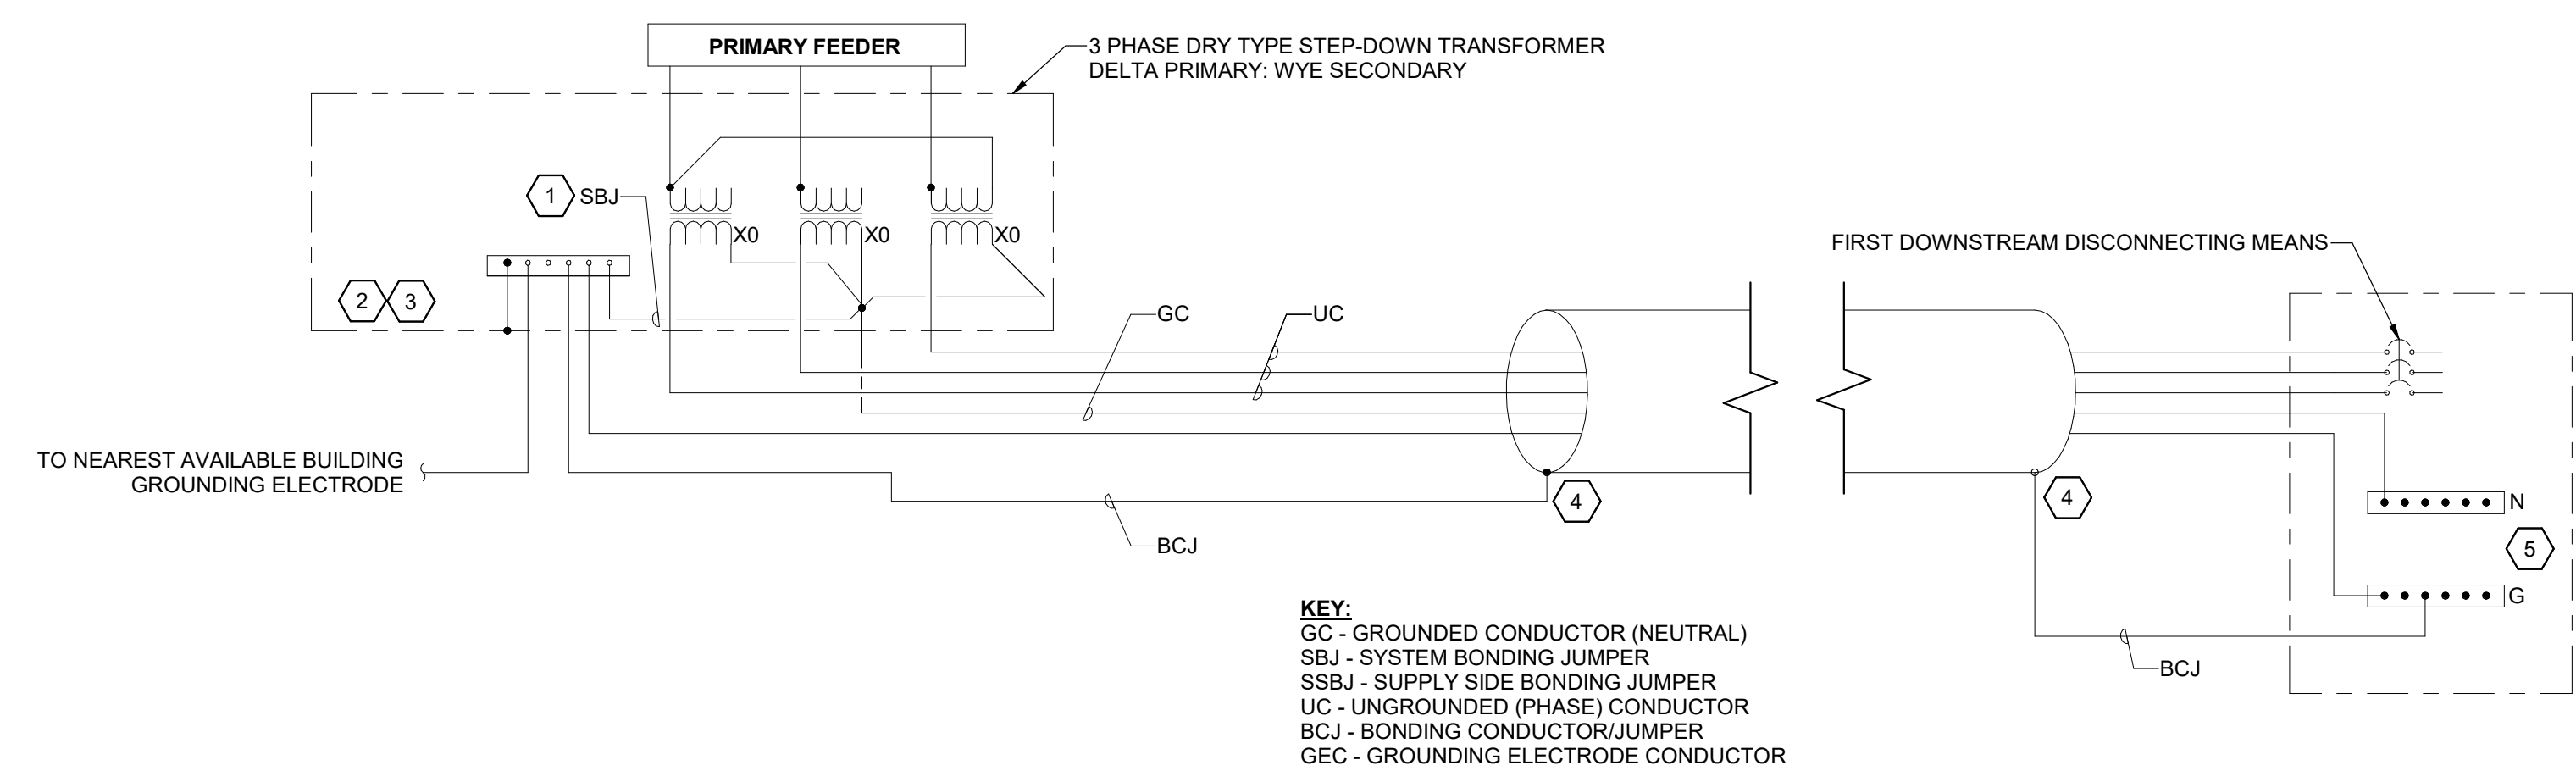 PRIMARY FEEDER
3 PHASE DRY TYPE STEP-DOWN TRANSFORMER
DELTA PRIMARY: WYE SECONDARY
1 SBJ
X0 X0 X0
2 3
FIRST DOWNSTREAM DISCONNECTING MEANS
GC
UC
TO NEAREST AVAILABLE BUILDING
GROUNDING ELECTRODE
4
4
N
5
G
BCJ
BCJ
KEY:
GC - GROUNDED CONDUCTOR (NEUTRAL)
SBJ - SYSTEM BONDING JUMPER
SSBJ - SUPPLY SIDE BONDING JUMPER
UC - UNGROUNDED (PHASE) CONDUCTOR
BCJ - BONDING CONDUCTOR/JUMPER
GEC - GROUNDING ELECTRODE CONDUCTOR